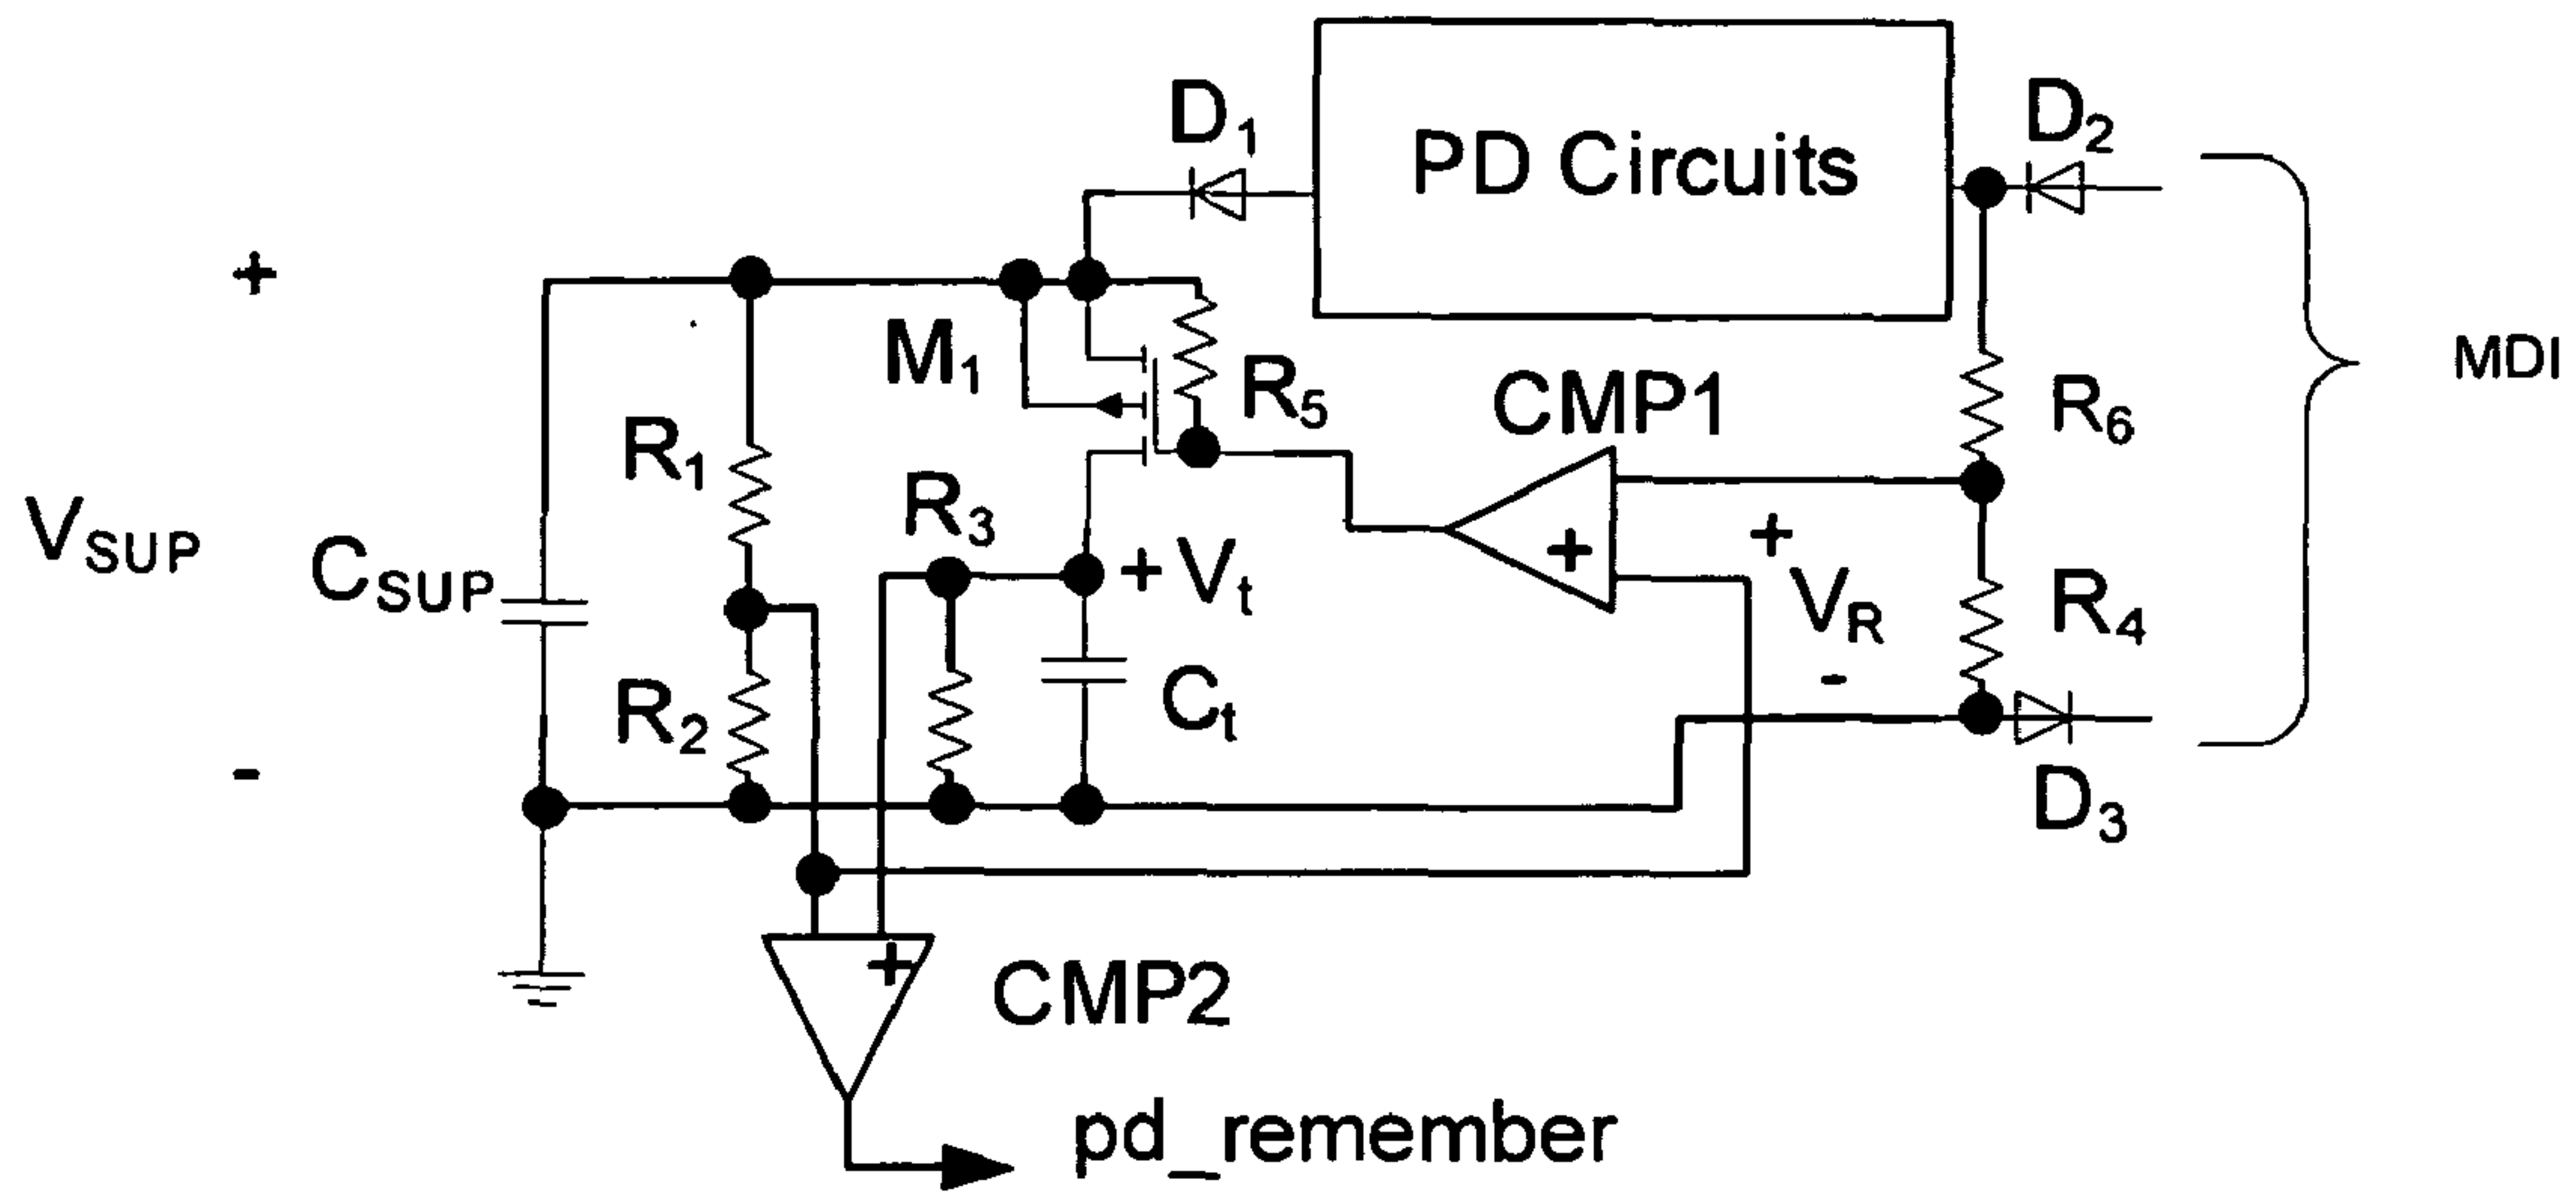 D1
PD Circuits
D2
+
M1
R5
CMP1
R6
MDI
R1
R3
VSUP
CSUP
+ Vt
+
+
VR
-
R4
R2
Ct
-
D3
+
CMP2
pd_remember